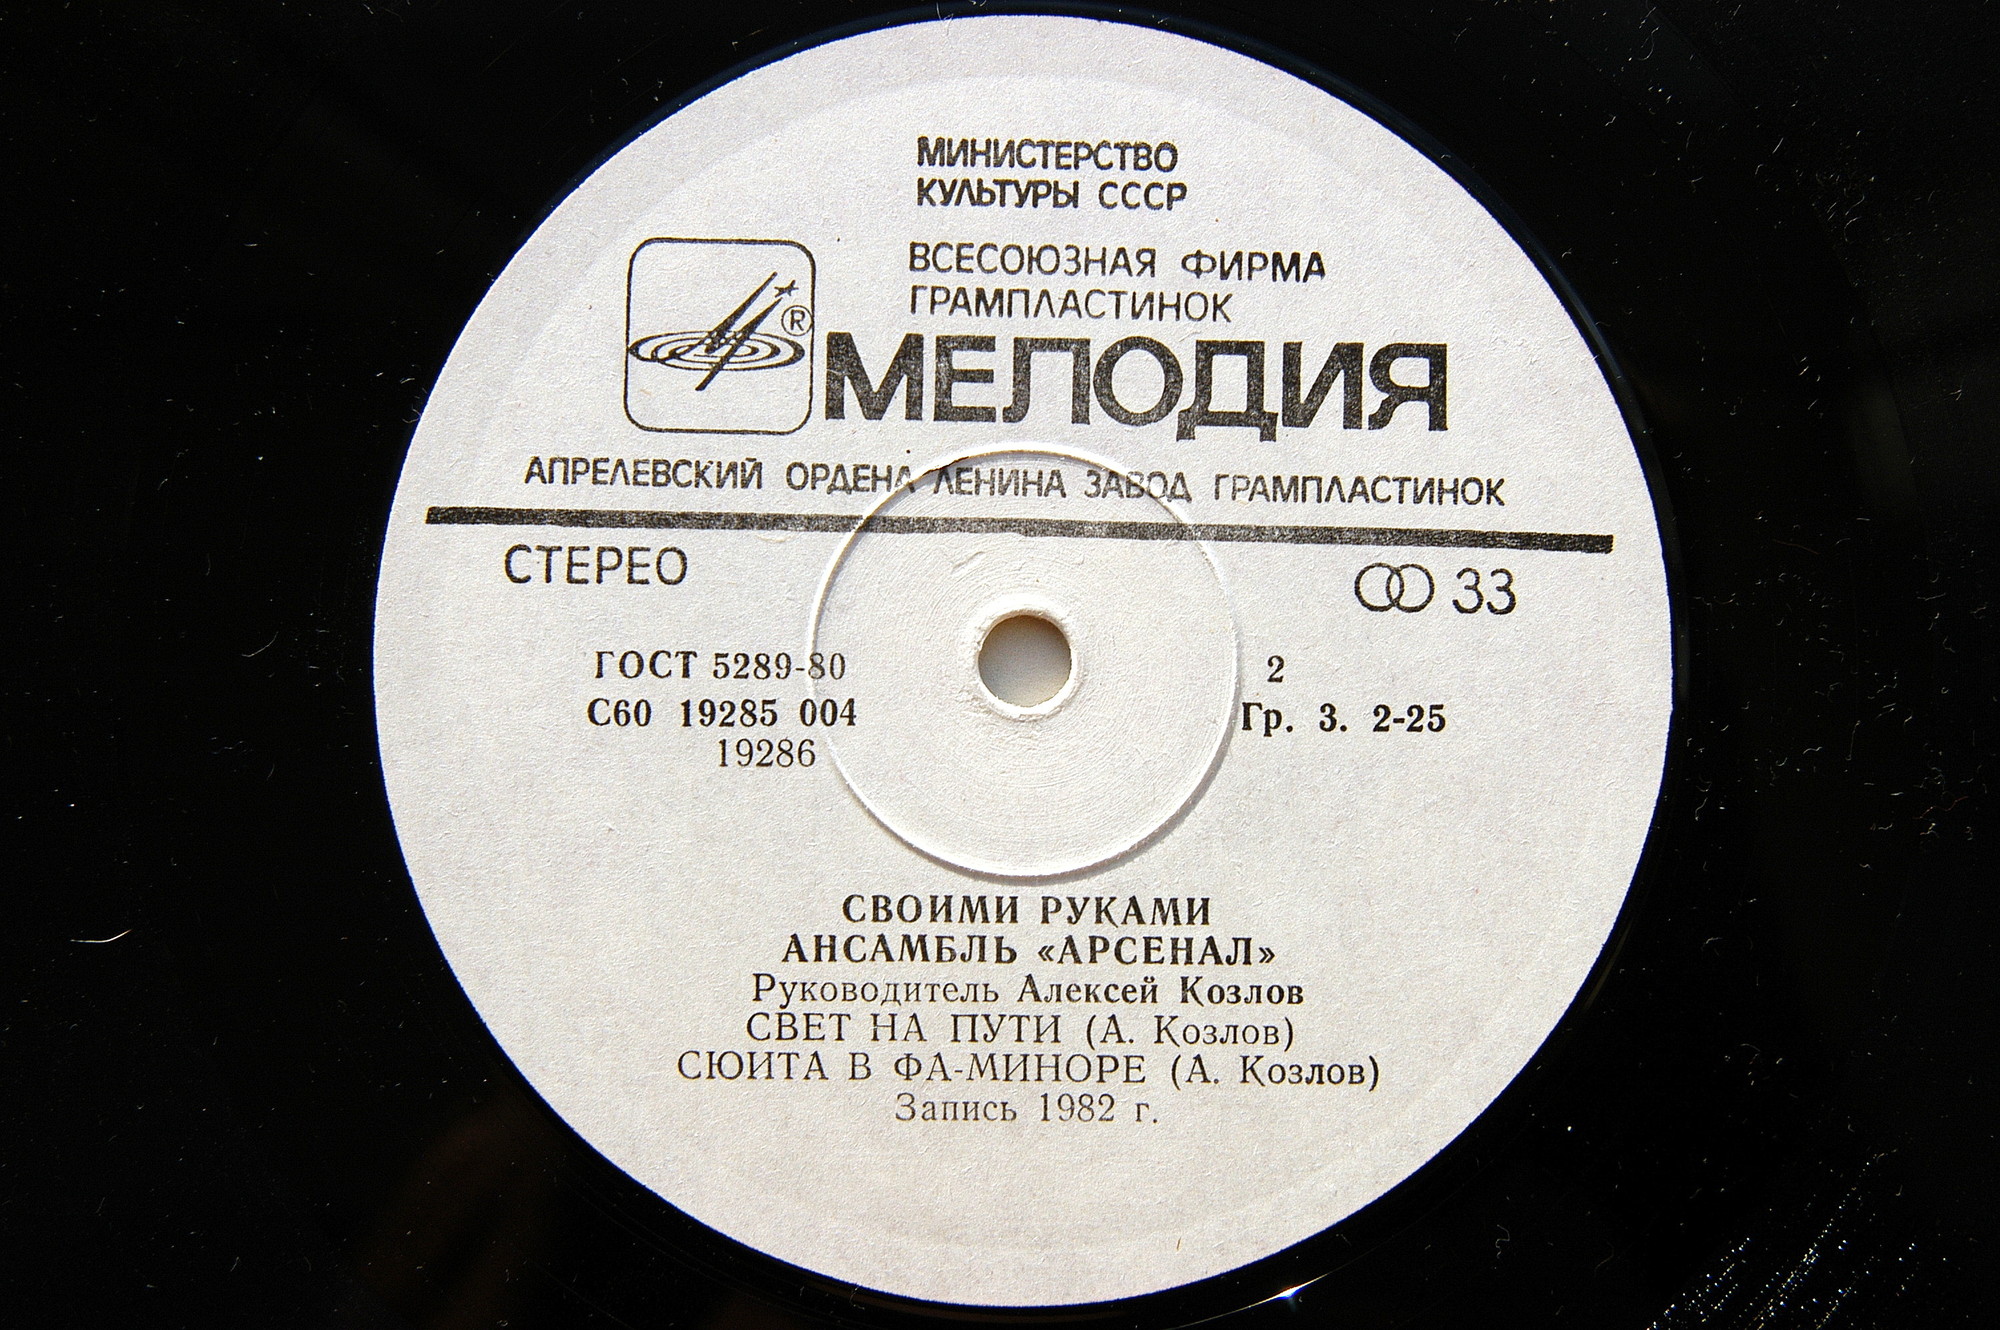 МИНИСТЕРСТВО
КУЛЬТУРЫ СССР
ВСЕСОЮЗНАЯ ФИРМА
ГРАМПЛАСТИНОК
®
МЕЛОДИЯ
АПРЕЛЕВСКИЙ ОРДЕНА ЛЕНИНА ЗАВОД ГРАМПЛАСТИНОК
СТЕРЕО
33
ГОСТ 5289-80
2
С60 19285 004
Гр. 3. 2-25
19286
СВОИМИ РУКАМИ
АНСАМБЛЬ «АРСЕНАЛ»
Руководитель Алексей Козлов
СВЕТ НА ПУТИ (А. Козлов)
СЮИТА В ФА-МИНОРЕ (А. Козлов)
Запись 1982 г.